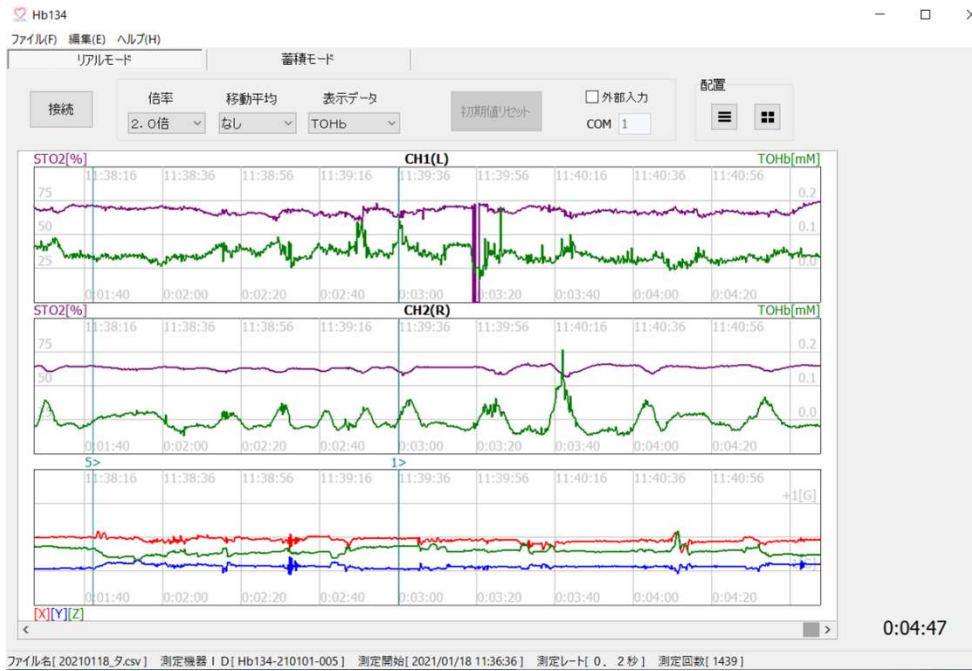 Hb134
ファイル(F) 編集(E) ヘルプ(H)
リアルモード 蓄積モード
接続 倍率 移動平均 表示データ 初期値リセット 外部入力 配置
2.0倍 なし TOHb COM 1
STO2[%] CH1(L) TOHb[mM]
11:38:16 11:38:36 11:38:56 11:39:16 11:39:36 11:39:56 11:40:16 11:40:36 11:40:56
75 0.2
50 0.1
25 0.0
0:01:40 0:02:00 0:02:20 0:02:40 0:03:00 0:03:20 0:03:40 0:04:00 0:04:20
STO2[%] CH2(R) TOHb[mM]
11:38:16 11:38:36 11:38:56 11:39:16 11:39:36 11:39:56 11:40:16 11:40:36 11:40:56
75 0.2
50 0.1
0.0
0:01:40 0:02:00 0:02:20 0:02:40 0:03:00 0:03:20 0:03:40 0:04:00 0:04:20
5> 1>
11:38:16 11:38:36 11:38:56 11:39:16 11:39:36 11:39:56 11:40:16 11:40:36 11:40:56
+1[G]
0:01:40 0:02:00 0:02:20 0:02:40 0:03:00 0:03:20 0:03:40 0:04:00 0:04:20
[X][Y][Z]
0:04:47
ファイル名[ 20210118_夕.csv ] 測定機器ID[ Hb134-210101-005 ] 測定開始[ 2021/01/18 11:36:36 ] 測定レート[ 0.2秒 ] 測定回数[ 1439 ]